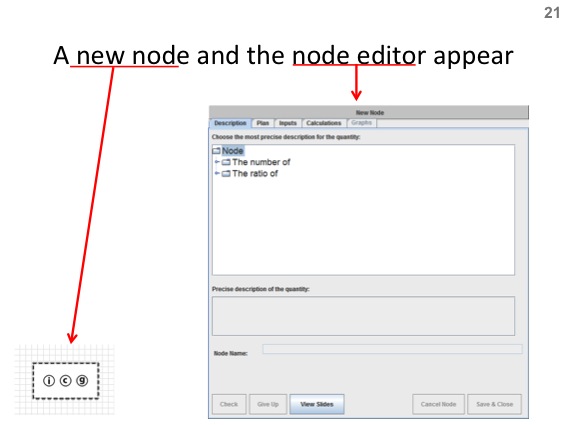 21
A new node and the node editor appear
New Node
Description Plan Inputs Calculations Graphs
Choose the most precise description for the quantity:
Node
The number of
The ratio of
Precise description of the quantity:
Node Name:
i c g
Check Give Up View Slides Cancel Node Save & Close